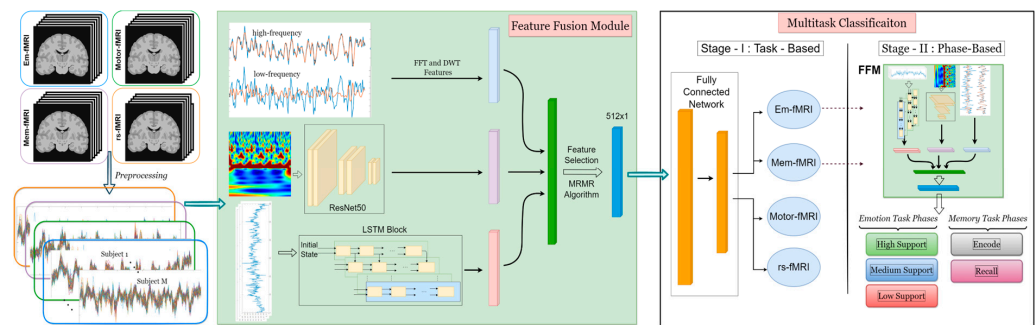 Em-fMRI
Motor-fMRI
Mem-fMRI
rs-fMRI
Preprocessing
Subject 1
Subject M
Feature Fusion Module
high-frequency
low-frequency
FFT and DWT
Features
ResNet50
LSTM Block
Initial
State
Feature
Selection
MRMR
Algorithm
512x1
Multitask Classificaiton
Stage - I : Task - Based
Fully
Connected
Network
Em-fMRI
Mem-fMRI
Motor-fMRI
rs-fMRI
Stage - II : Phase-Based
FFM
Emotion Task Phases
High Support
Medium Support
Low Support
Memory Task Phases
Encode
Recall